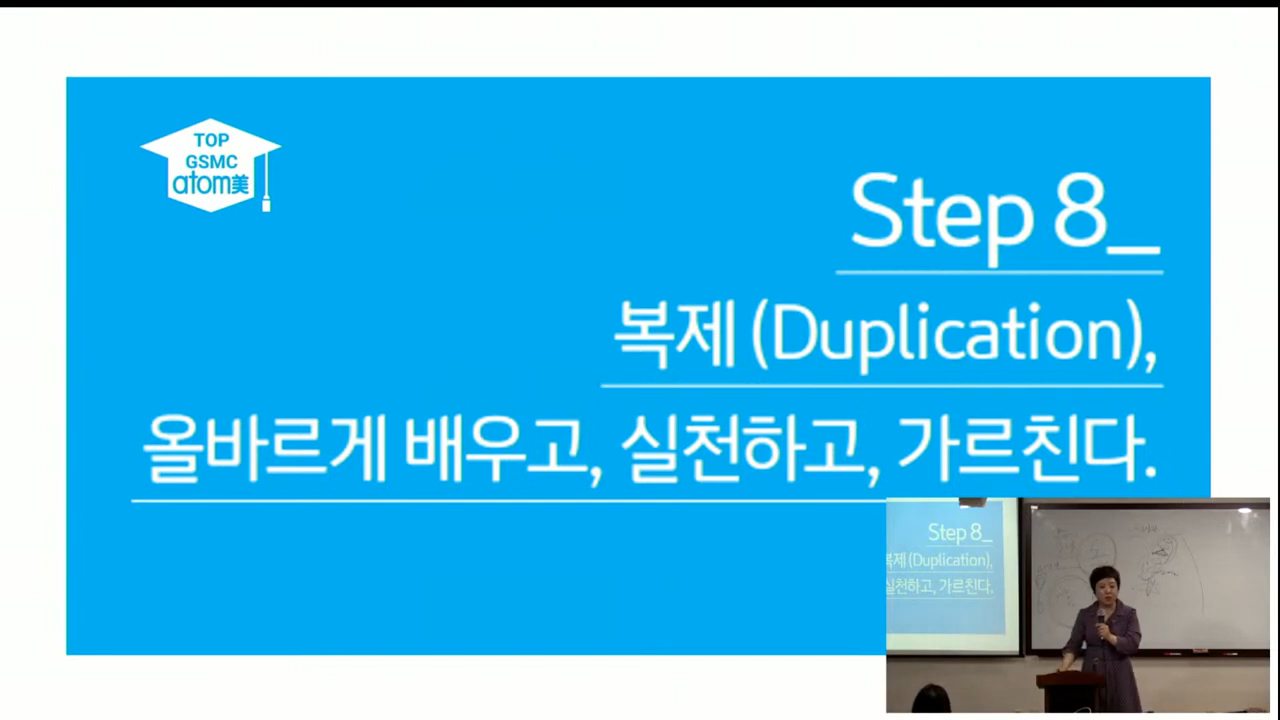 TOP
GSMC
atom美
Step 8_
복제 (Duplication),
올바르게 배우고, 실천하고, 가르친다.
Step 8_
복제 (Duplication),
실천하고, 가르친다.